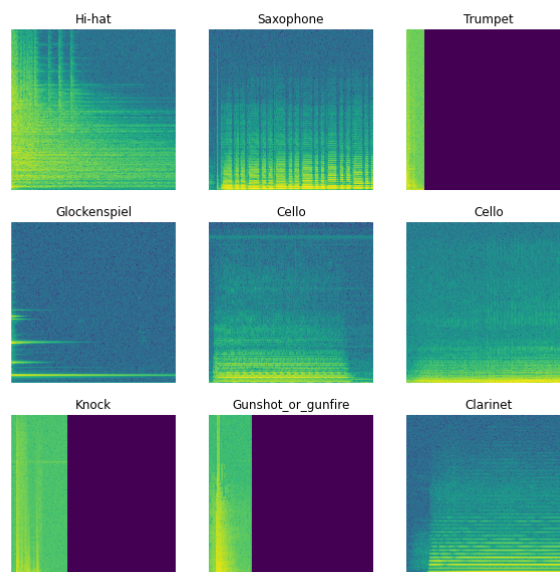 Hi-hat
Saxophone
Trumpet
Glockenspiel
Cello
Cello
Knock
Gunshot_or_gunfire
Clarinet